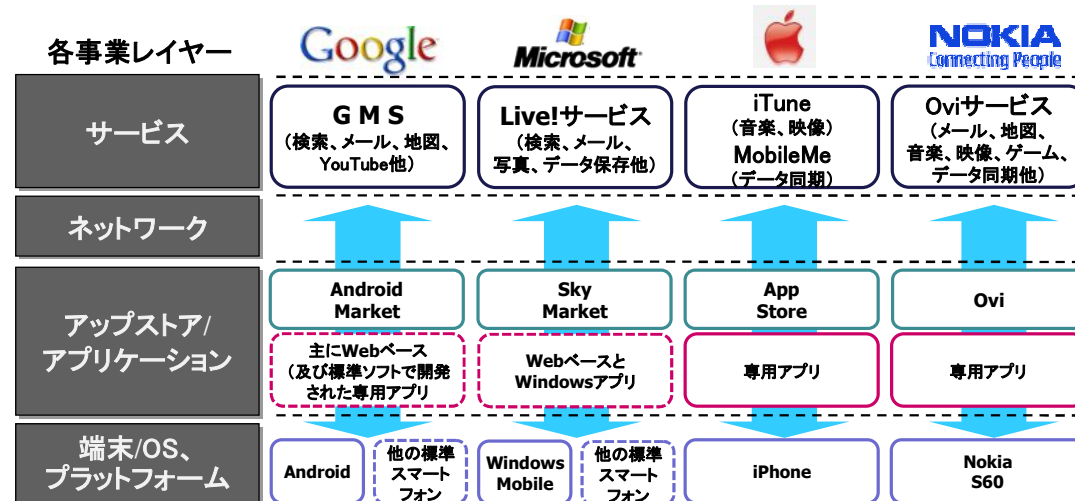 各事業レイヤー
Google
Microsoft
NOKIA
Connecting People
サービス
G M S
(検索、メール、地図、
YouTube他)
Live!サービス
(検索、メール、
写真、データ保存他)
iTune
(音楽、映像)
MobileMe
(データ同期)
Oviサービス
(メール、地図、
音楽、映像、ゲーム、
データ同期他)
ネットワーク
アップストア/
アプリケーション
Android
Market
Sky
Market
App
Store
Ovi
主にWebベース
(及び標準ソフトで開発
された専用アプリ
Webベースと
Windowsアプリ
専用アプリ
専用アプリ
端末/OS、
プラットフォーム
Android
他の標準
スマート
フォン
Windows
Mobile
他の標準
スマート
フォン
iPhone
Nokia
S60